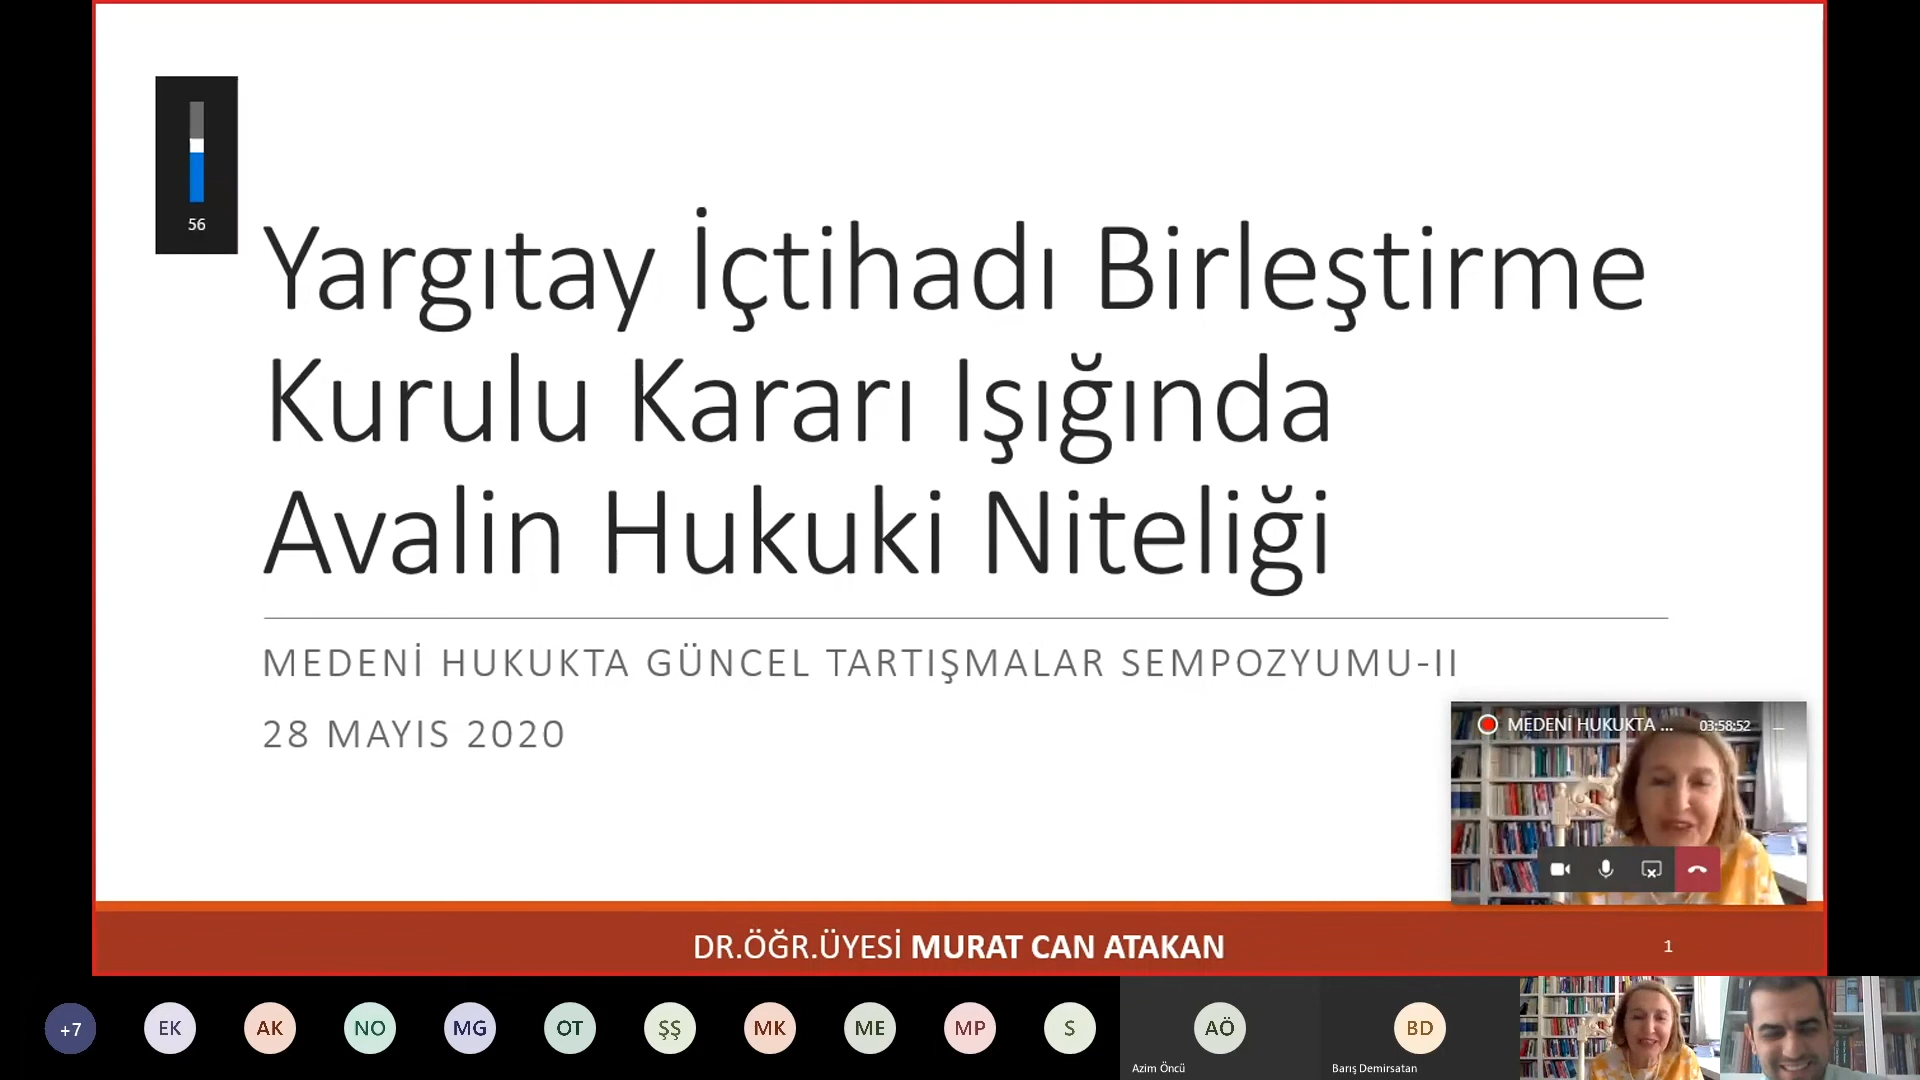 56
Yargıtay İçtihadı Birleştirme
Kurulu Kararı Işığında
Avalin Hukuki Niteliği
MEDENİ HUKUKTA GÜNCEL TARTIŞMALAR SEMPOZYUMU-II
28 MAYIS 2020
MEDENİ HUKUKTA ... 03:58:52
DR.ÖĞR.ÜYESİ MURAT CAN ATAKAN
1
+7 EK AK NO MG OT ŞŞ MK ME MP S AÖ BD
Azim Öncü Barış Demirsatan